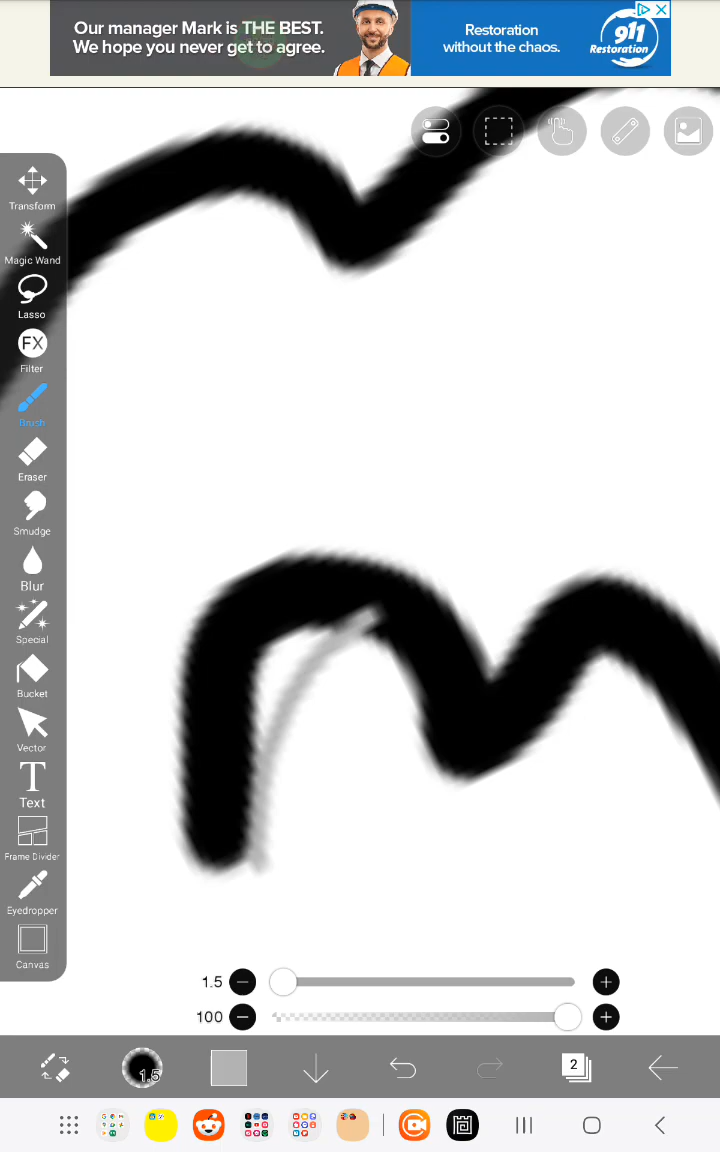 Our manager Mark is THE BEST.
We hope you never get to agree.
Restoration
without the chaos.
911
Restoration
Transform
Magic Wand
Lasso
FX
Filter
Brush
Eraser
Smudge
Blur
Special
Bucket
Vector
T
Text
Frame Divider
Eyedropper
Canvas
1.5
100
1.5
2